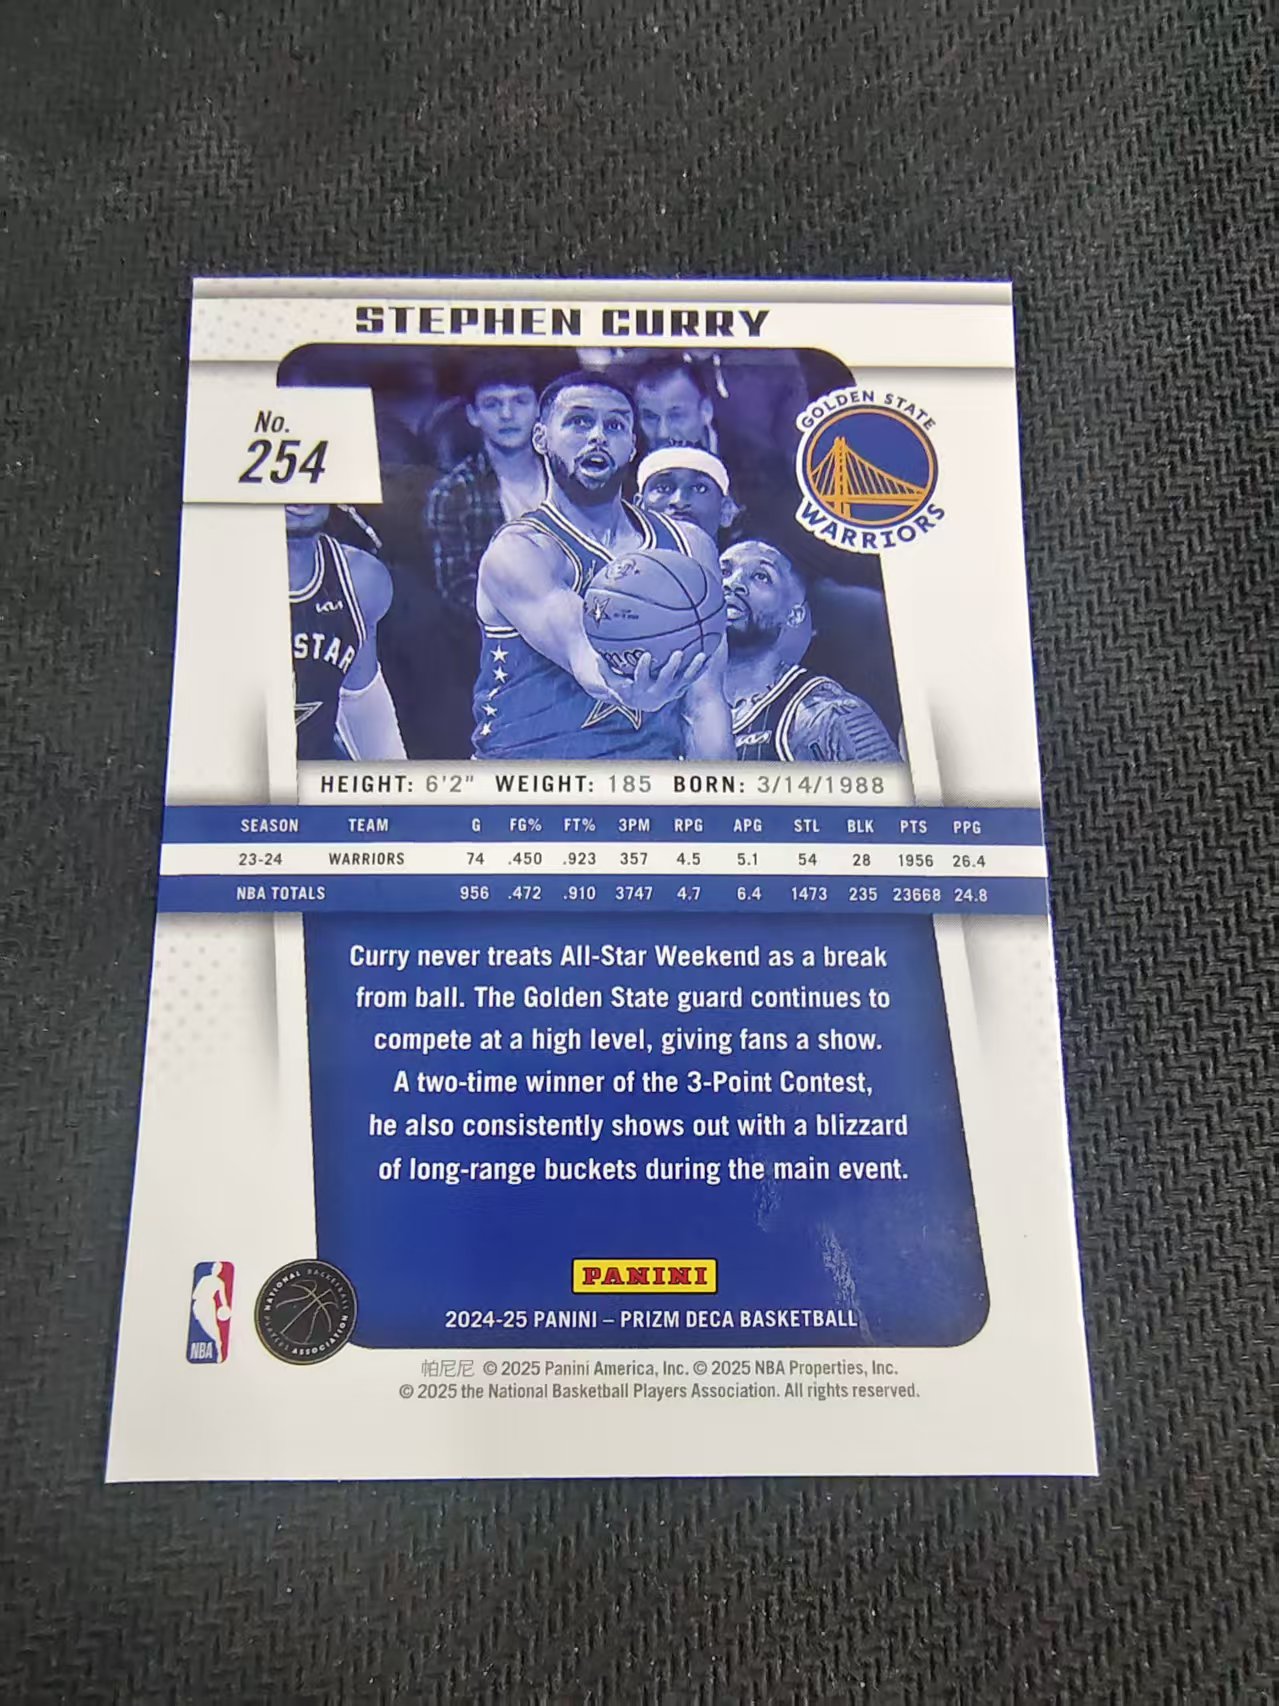 STEPHEN CURRY
No.
254
GOLDEN STATE
WARRIORS
STAR
HEIGHT: 6'2" WEIGHT: 185 BORN: 3/14/1988
SEASON TEAM G FG% FT% 3PM RPG APG STL BLK PTS PPG
23-24 WARRIORS 74 .450 .923 357 4.5 5.1 54 28 1956 26.4
NBA TOTALS 956 .472 .910 3747 4.7 6.4 1473 235 23668 24.8
Curry never treats All-Star Weekend as a break
from ball. The Golden State guard continues to
compete at a high level, giving fans a show.
A two-time winner of the 3-Point Contest,
he also consistently shows out with a blizzard
of long-range buckets during the main event.
NBA
NATIONAL BASKETBALL
PLAYERS ASSOCIATION
PANINI
2024-25 PANINI – PRIZM DECA BASKETBALL
帕尼尼 © 2025 Panini America, Inc. © 2025 NBA Properties, Inc.
© 2025 the National Basketball Players Association. All rights reserved.